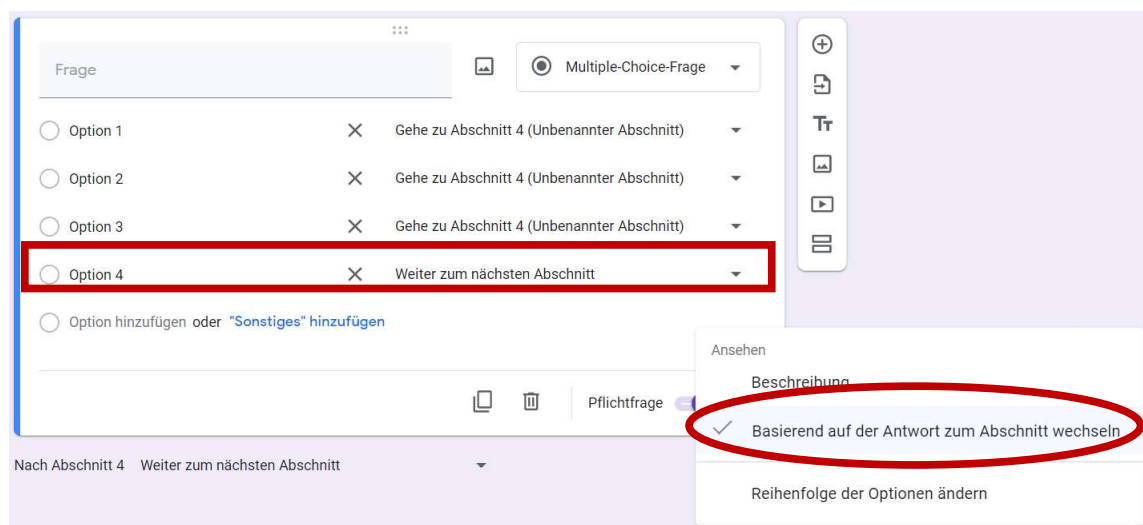 Frage
Multiple-Choice-Frage
Option 1 Gehe zu Abschnitt 4 (Unbenannter Abschnitt)
Option 2 Gehe zu Abschnitt 4 (Unbenannter Abschnitt)
Option 3 Gehe zu Abschnitt 4 (Unbenannter Abschnitt)
Option 4 Weiter zum nächsten Abschnitt
Option hinzufügen oder "Sonstiges" hinzufügen
Pflichtfrage
Nach Abschnitt 4 Weiter zum nächsten Abschnitt
Ansehen
Beschreibung
Basierend auf der Antwort zum Abschnitt wechseln
Reihenfolge der Optionen ändern
Tт